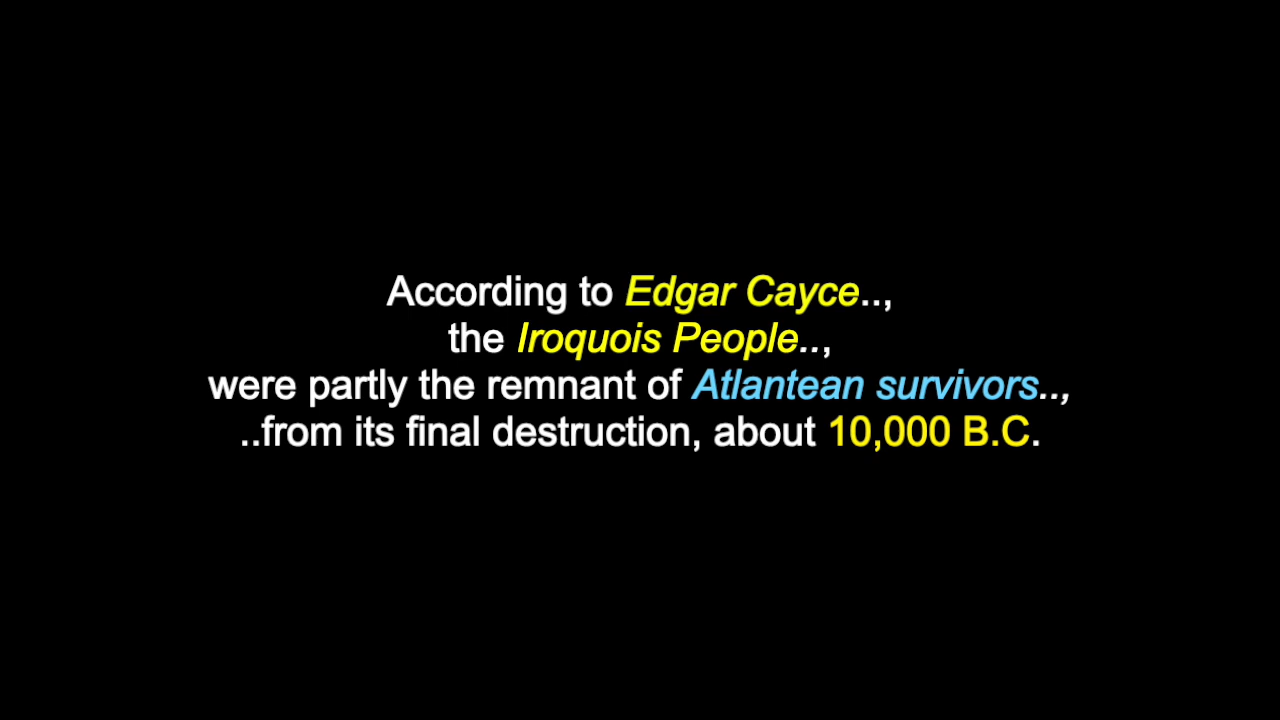 According to Edgar Cayce..,
the Iroquois People..,
were partly the remnant of Atlantean survivors..,
..from its final destruction, about 10,000 B.C.